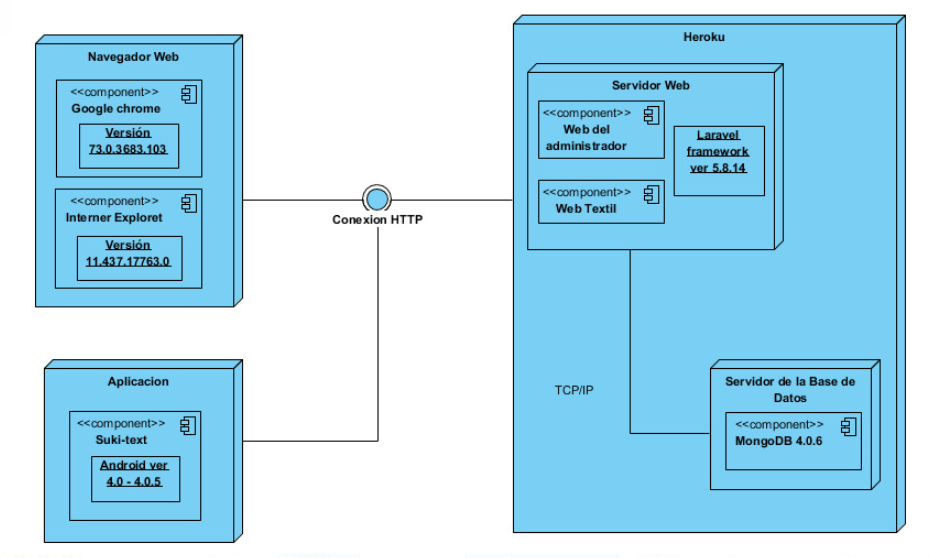 Navegador Web
<<component>>
Google chrome
Versión
73.0.3683.103
<<component>>
Interner Exploret
Versión
11.437.17763.0
Aplicacion
<<component>>
Suki-text
Android ver
4.0 - 4.0.5
Conexion HTTP
Heroku
Servidor Web
<<component>>
Web del
administrador
<<component>>
Web Textil
Laravel
framework
ver 5.8.14
TCP/IP
Servidor de la Base de
Datos
<<component>>
MongoDB 4.0.6